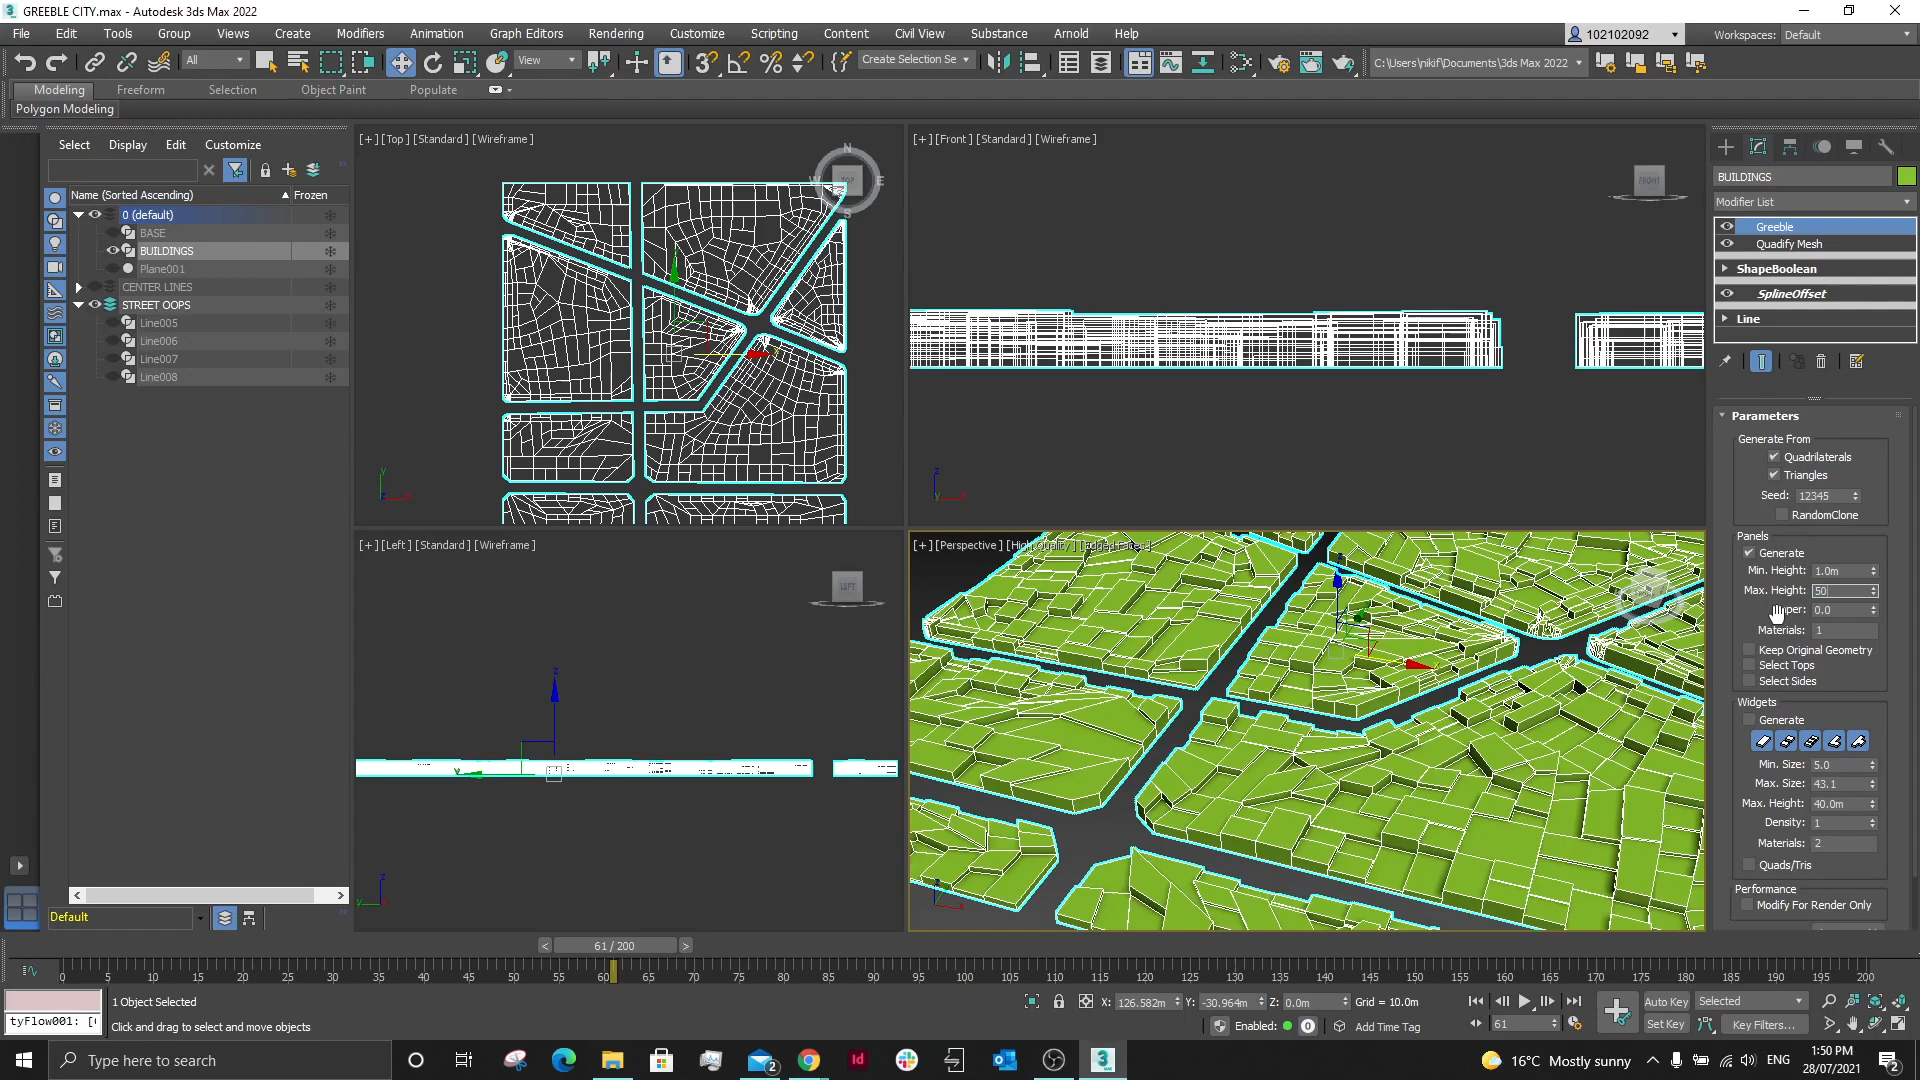 GREEBLE CITY.max - Autodesk 3ds Max 2022
File Edit Tools Group Views Create Modifiers Animation Graph Editors Rendering Customize Scripting Content Civil View Substance Arnold Help
102102092
Workspaces: Default
All
View
Create Selection Se
C:\Users\nikif\Documents\3ds Max 2022
Modeling Freeform Selection Object Paint Populate
Polygon Modeling
Select Display Edit Customize
Name (Sorted Ascending) Frozen
0 (default)
BASE
BUILDINGS
Plane001
CENTER LINES
STREET OOPS
Line005
Line006
Line007
Line008
Default
[+] [Top] [Standard] [Wireframe]
N
E
S
TOP
[+] [Front] [Standard] [Wireframe]
FRONT
[+] [Left] [Standard] [Wireframe]
LEFT
[+] [Perspective] [High Quality] [Edged Faces]
BUILDINGS
Modifier List
Greeble
Quadify Mesh
ShapeBoolean
SplineOffset
Line
Parameters
Generate From
Quadrilaterals
Triangles
Seed: 12345
RandomClone
Panels
Generate
Min. Height: 1.0m
Max. Height: 50
0.0
Materials: 1
Keep Original Geometry
Select Tops
Select Sides
Widgets
Generate
Min. Size: 5.0
Max. Size: 43.1
Max. Height: 40.0m
Density: 1
Materials: 2
Quads/Tris
Performance
Modify For Render Only
< 61 / 200 >
0 5 10 15 20 25 30 35 40 45 50 55 60 65 70 75 80 85 90 95 100 105 110 115 120 125 130 135 140 145 150 155 160 165 170 175 180 185 190 195 200
1 Object Selected
X: 126.582m Y: -30.964m Z: 0.0m Grid = 10.0m
Auto Key Selected
tyFlow001: [
Click and drag to select and move objects
Enabled: 0 Add Time Tag
61
Set Key Key Filters...
Type here to search
2
Id
3
16°C Mostly sunny
ENG
1:50 PM
28/07/2021
2